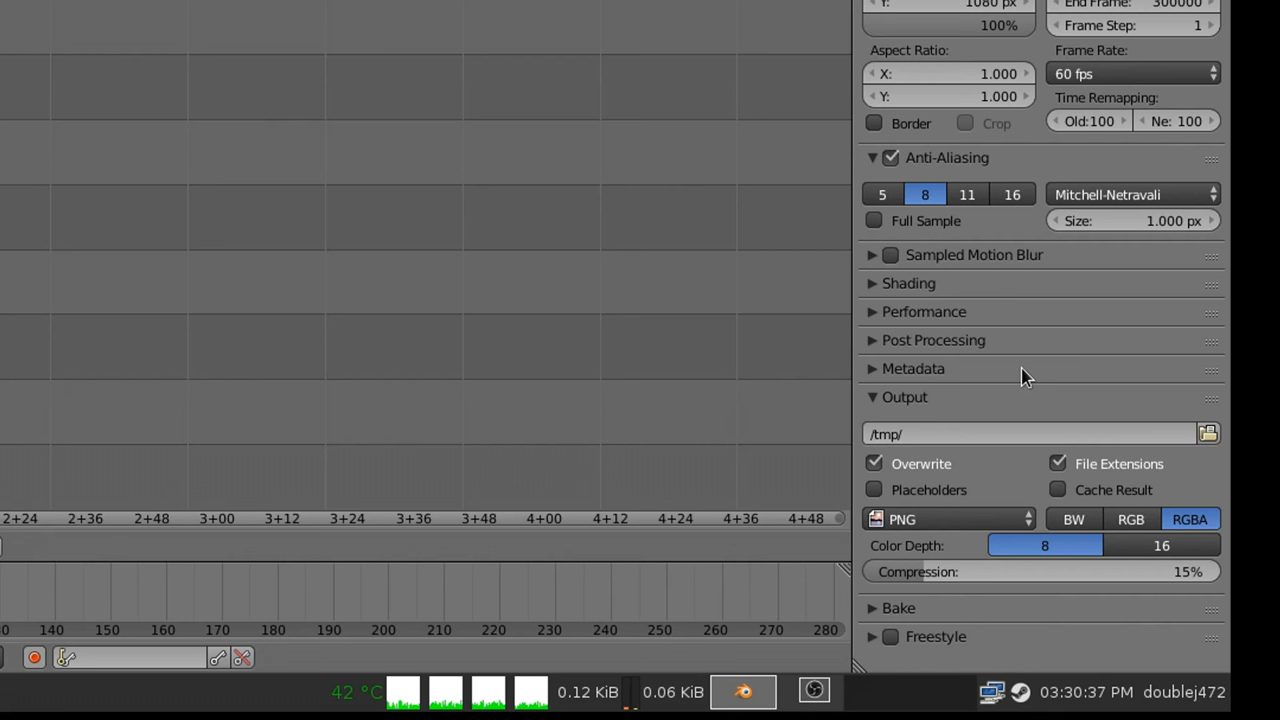 Y: 1080 px
End Frame: 300000
100%
Frame Step: 1
Aspect Ratio:
Frame Rate:
X: 1.000
60 fps
Y: 1.000
Time Remapping:
Border
Crop
Old:100
Ne: 100
Anti-Aliasing
5
8
11
16
Mitchell-Netravali
Full Sample
Size: 1.000 px
Sampled Motion Blur
Shading
Performance
Post Processing
Metadata
Output
/tmp/
Overwrite
File Extensions
Placeholders
Cache Result
PNG
BW
RGB
RGBA
Color Depth:
8
16
Compression: 15%
Bake
Freestyle
2+24 2+36 2+48 3+00 3+12 3+24 3+36 3+48 4+00 4+12 4+24 4+36 4+48
140 150 160 170 180 190 200 210 220 230 240 250 260 270 280
42 °C
0.12 KiB
0.06 KiB
03:30:37 PM
doublej472